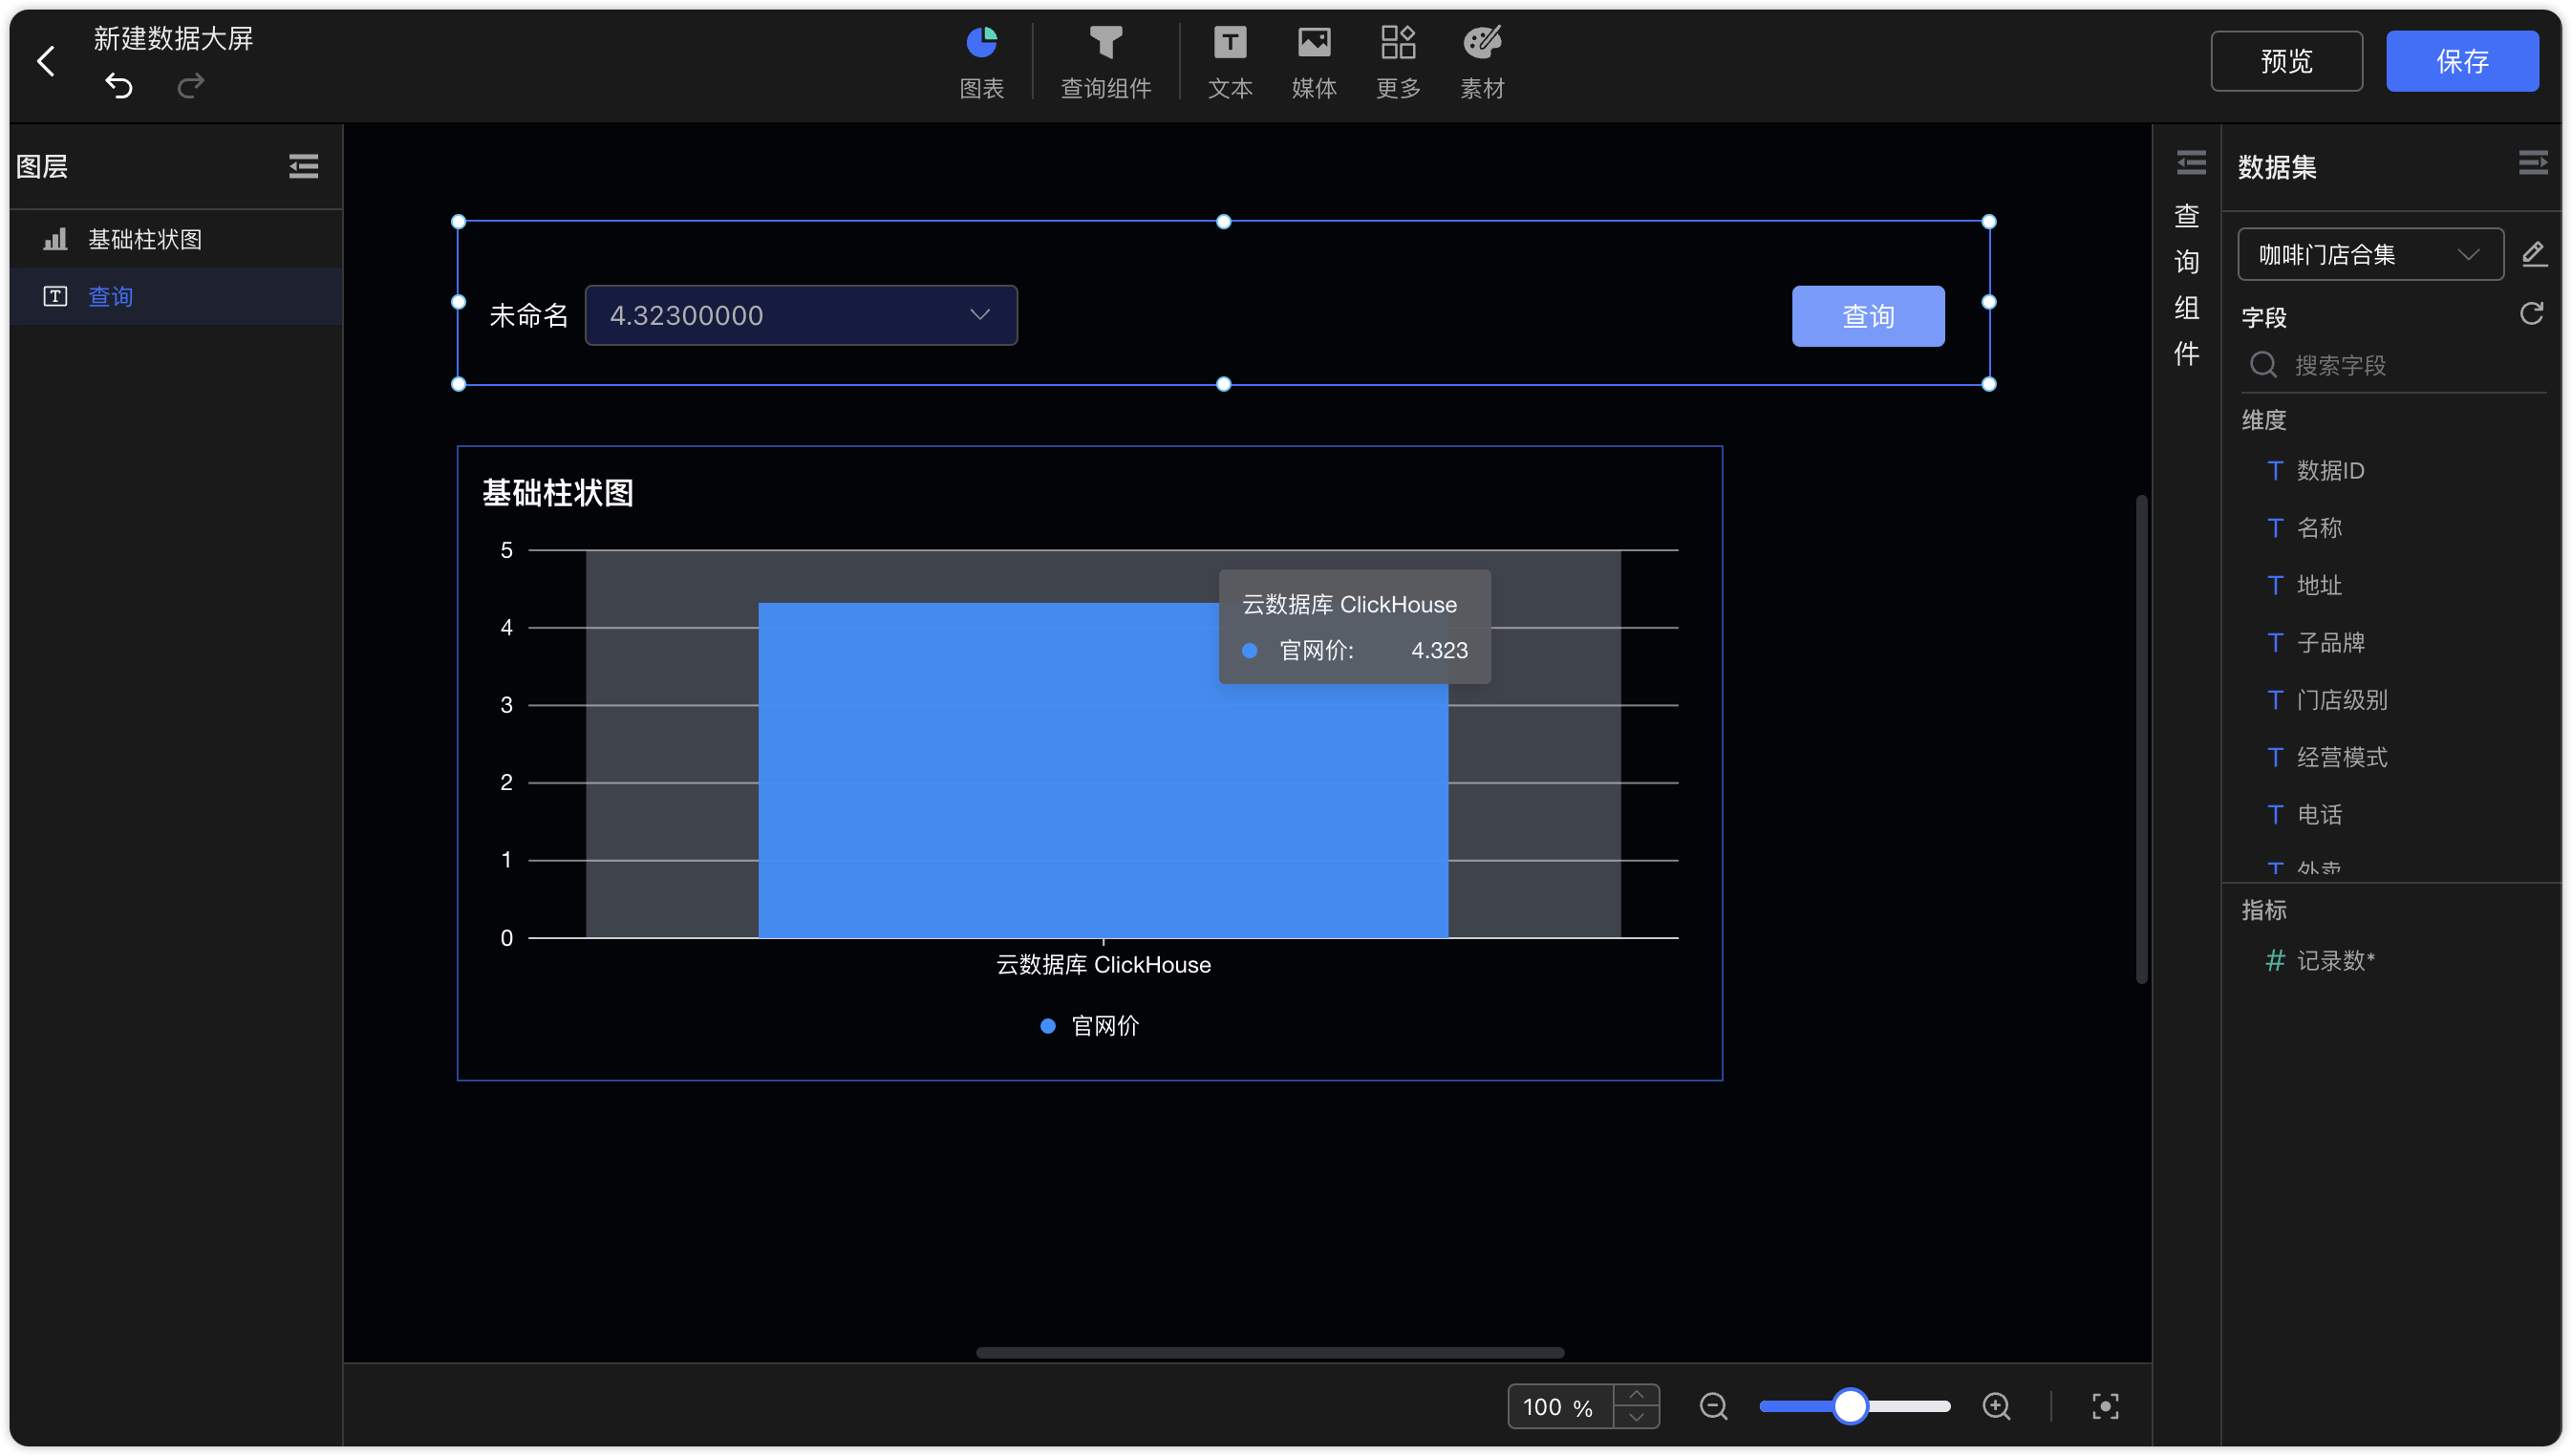 新建数据大屏
图表
查询组件
文本
媒体
更多
素材
预览
保存
图层
基础柱状图
查询
未命名
4.32300000
查询
基础柱状图
5
4
3
2
1
0
云数据库 ClickHouse
官网价:
4.323
云数据库 ClickHouse
官网价
100 %
查
询
组
件
数据集
咖啡门店合集
字段
搜索字段
维度
T 数据ID
T 名称
T 地址
T 子品牌
T 门店级别
T 经营模式
T 电话
T 外卖
指标
# 记录数*